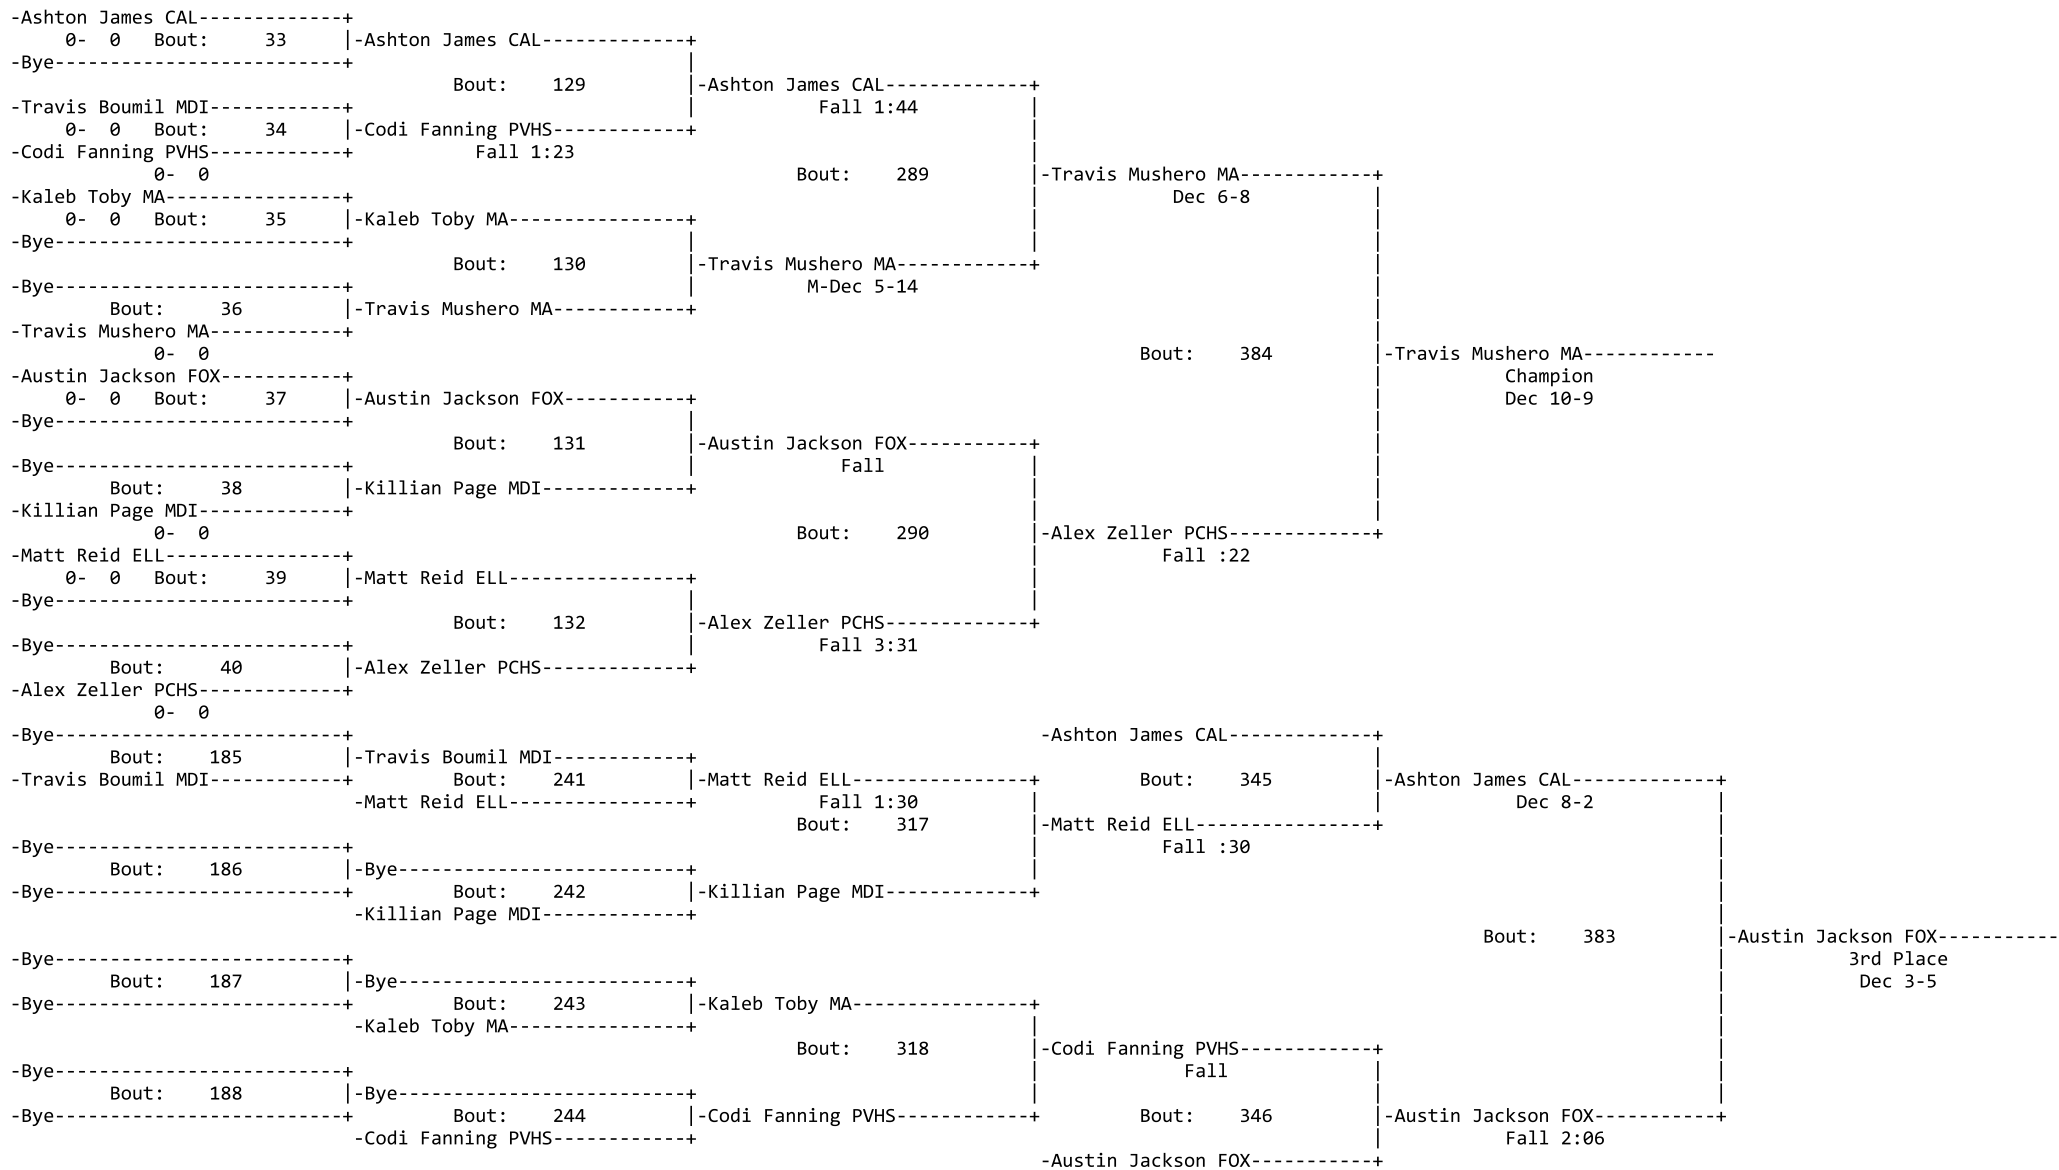 -Ashton James CAL-------------+
0-  0   Bout:     33     |-Ashton James CAL-------------+
-Bye--------------------------+                              |
Bout:    129         |-Ashton James CAL-------------+
-Travis Boumil MDI------------+                              |           Fall 1:44          |
0-  0   Bout:     34     |-Codi Fanning PVHS------------+                              |
-Codi Fanning PVHS------------+           Fall 1:23                                         |
0-  0                                                     Bout:    289         |-Travis Mushero MA------------+
-Kaleb Toby MA----------------+                                                             |            Dec 6-8           |
0-  0   Bout:     35     |-Kaleb Toby MA----------------+                              |                              |
-Bye--------------------------+                              |                              |                              |
Bout:    130         |-Travis Mushero MA------------+                              |
-Bye--------------------------+                              |          M-Dec 5-14                                         |
Bout:     36         |-Travis Mushero MA------------+                                                             |
-Travis Mushero MA------------+                                                                                            |
0-  0                                                                                    Bout:    384         |-Travis Mushero MA------------
-Austin Jackson FOX-----------+                                                                                            |           Champion
0-  0   Bout:     37     |-Austin Jackson FOX-----------+                                                             |           Dec 10-9
-Bye--------------------------+                              |                                                             |
Bout:    131         |-Austin Jackson FOX-----------+                              |
-Bye--------------------------+                              |             Fall             |                              |
Bout:     38         |-Killian Page MDI-------------+                              |                              |
-Killian Page MDI-------------+                                                             |                              |
0-  0                                                     Bout:    290         |-Alex Zeller PCHS-------------+
-Matt Reid ELL----------------+                                                             |           Fall :22
0-  0   Bout:     39     |-Matt Reid ELL----------------+                              |
-Bye--------------------------+                              |                              |
Bout:    132         |-Alex Zeller PCHS-------------+
-Bye--------------------------+                              |           Fall 3:31
Bout:     40         |-Alex Zeller PCHS-------------+
-Alex Zeller PCHS-------------+
0-  0
-Bye--------------------------+                                                              -Ashton James CAL-------------+
Bout:    185         |-Travis Boumil MDI------------+                                                             |
-Travis Boumil MDI------------+         Bout:    241         |-Matt Reid ELL----------------+         Bout:    345         |-Ashton James CAL-------------+
-Matt Reid ELL----------------+           Fall 1:30          |                              |            Dec 8-2           |
Bout:    317         |-Matt Reid ELL----------------+                              |
-Bye--------------------------+                                                             |           Fall :30                                          |
Bout:    186         |-Bye--------------------------+                              |                                                             |
-Bye--------------------------+         Bout:    242         |-Killian Page MDI-------------+                                                             |
-Killian Page MDI-------------+                                                                                            |
Bout:    383         |-Austin Jackson FOX-----------
-Bye--------------------------+                                                                                                                           |           3rd Place
Bout:    187         |-Bye--------------------------+                                                                                            |            Dec 3-5
-Bye--------------------------+         Bout:    243         |-Kaleb Toby MA----------------+                                                             |
-Kaleb Toby MA----------------+                              |                                                             |
Bout:    318         |-Codi Fanning PVHS------------+                              |
-Bye--------------------------+                                                             |             Fall             |                              |
Bout:    188         |-Bye--------------------------+                              |                              |                              |
-Bye--------------------------+         Bout:    244         |-Codi Fanning PVHS------------+         Bout:    346         |-Austin Jackson FOX-----------+
-Codi Fanning PVHS------------+                                                             |           Fall 2:06
-Austin Jackson FOX-----------+